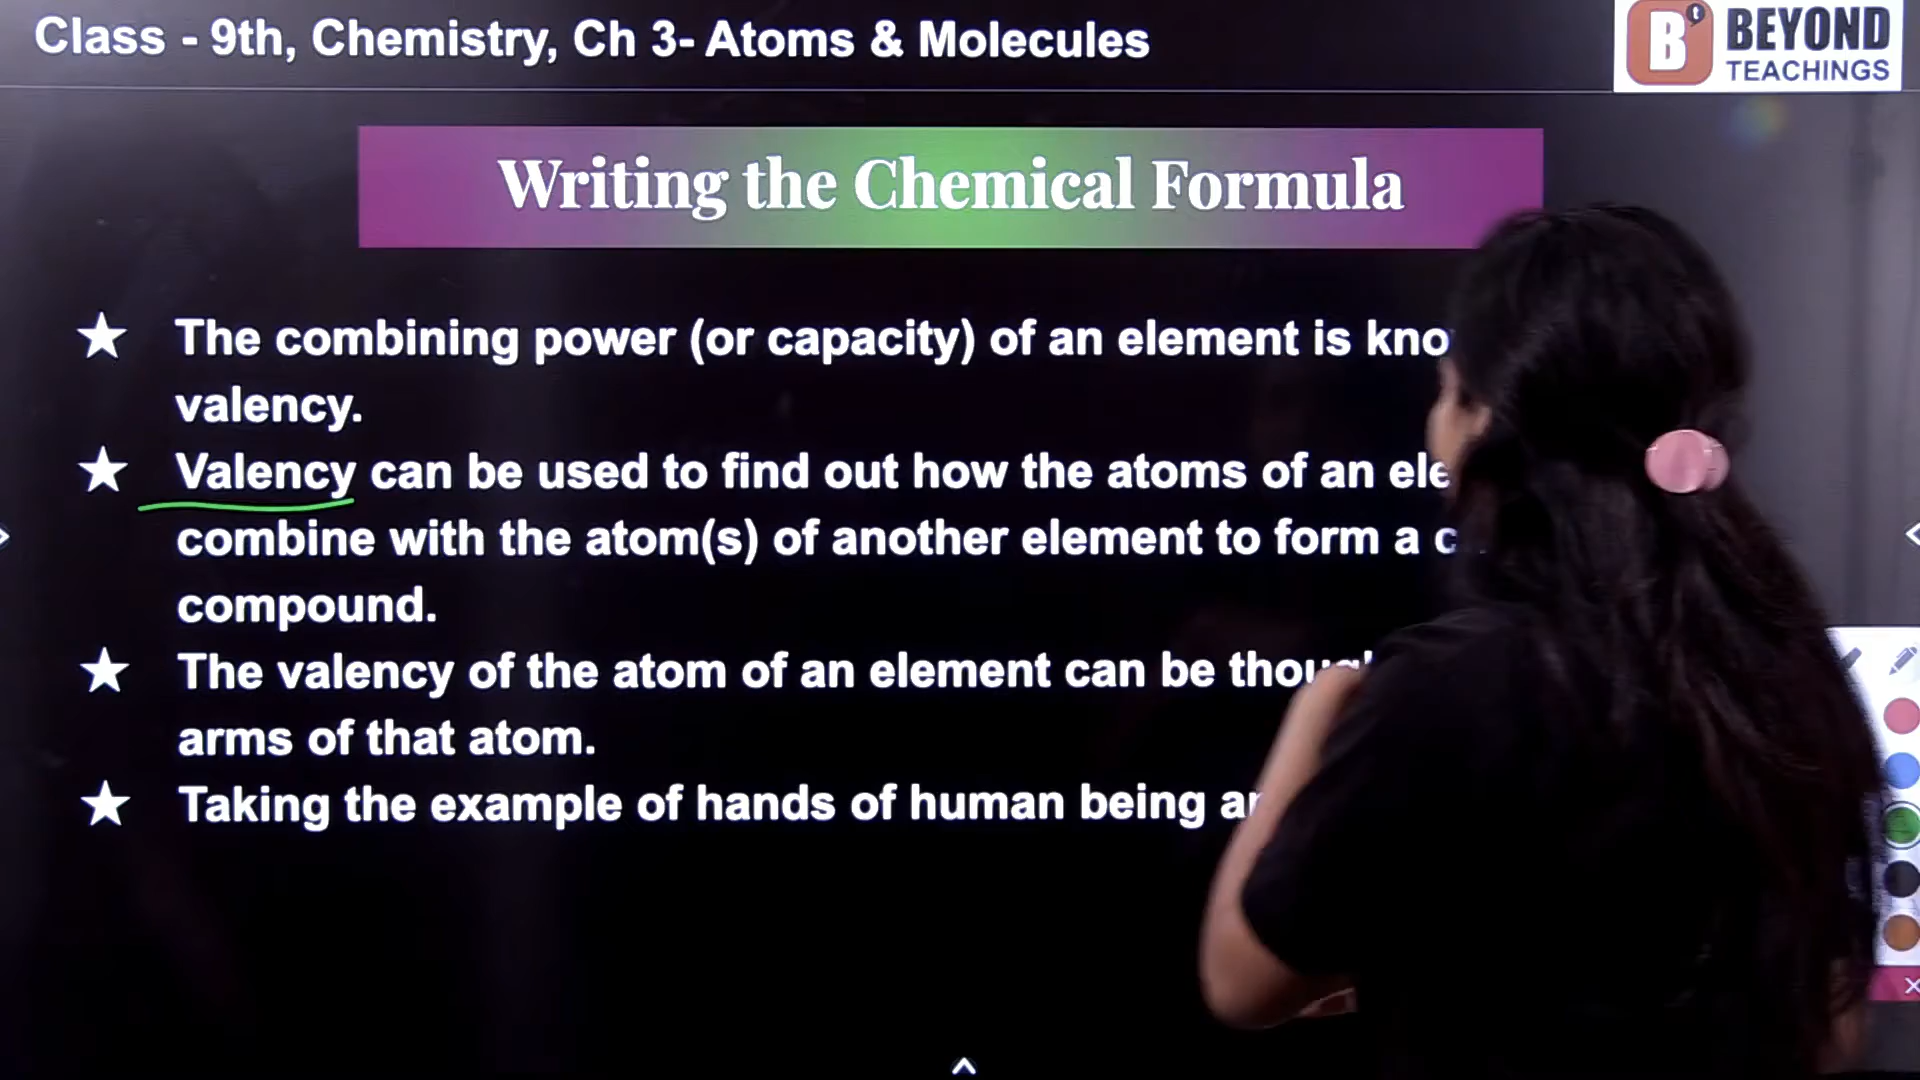 Class - 9th, Chemistry, Ch 3- Atoms & Molecules
B t BEYOND
TEACHINGS
Writing the Chemical Formula
★ The combining power (or capacity) of an element is
valency.
★ Valency can be used to find out how the atoms of an
combine with the atom(s) of another element to form a
compound.
★ The valency of the atom of an element can be
arms of that atom.
★ Taking the example of hands of human being